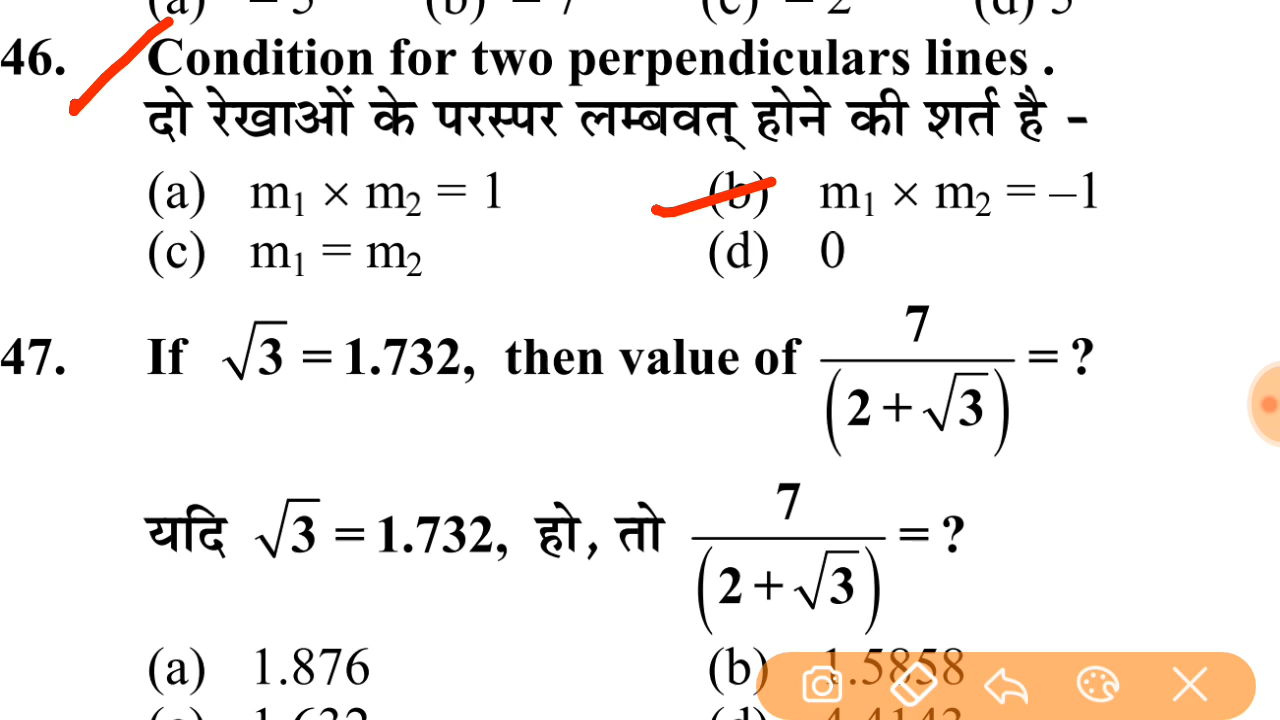 46. Condition for two perpendiculars lines .
दो रेखाओं के परस्पर लम्बवत् होने की शर्त है -
(a) m₁ × m₂ = 1 (b) m₁ × m₂ = –1
(c) m₁ = m₂ (d) 0
47. If √3 = 1.732, then value of 7/(2 + √3) = ?
यदि √3 = 1.732, हो, तो 7/(2 + √3) = ?
(a) 1.876 (b) 1.5858